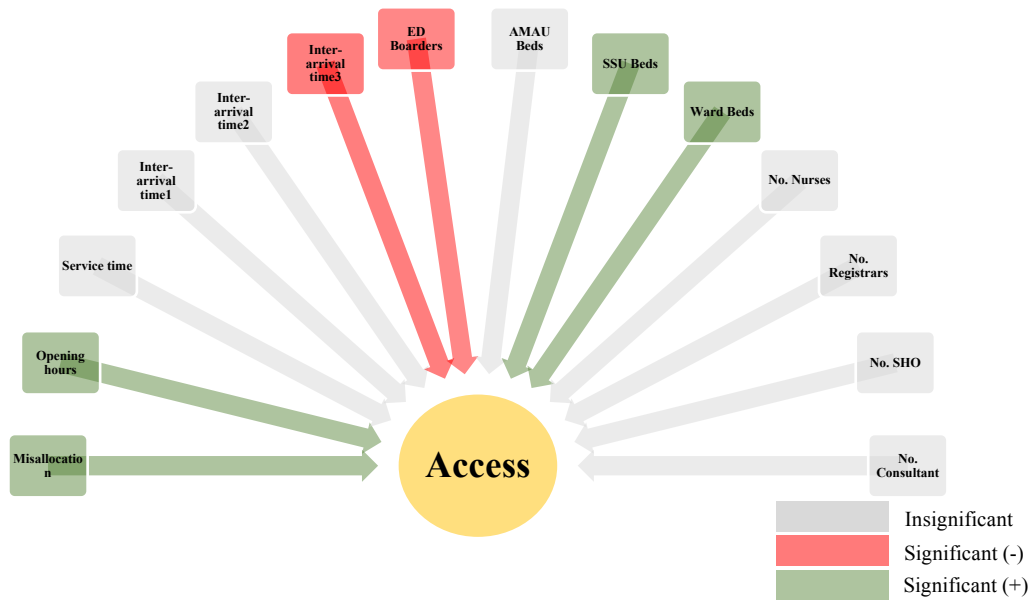 Misallocatio
n
Opening
hours
Service time
Inter-
arrival
time1
Inter-
arrival
time2
Inter-
arrival
time3
ED
Boarders
AMAU
Beds
SSU Beds
Ward Beds
No. Nurses
No.
Registrars
No. SHO
No.
Consultant
Access
Insignificant
Significant (-)
Significant (+)